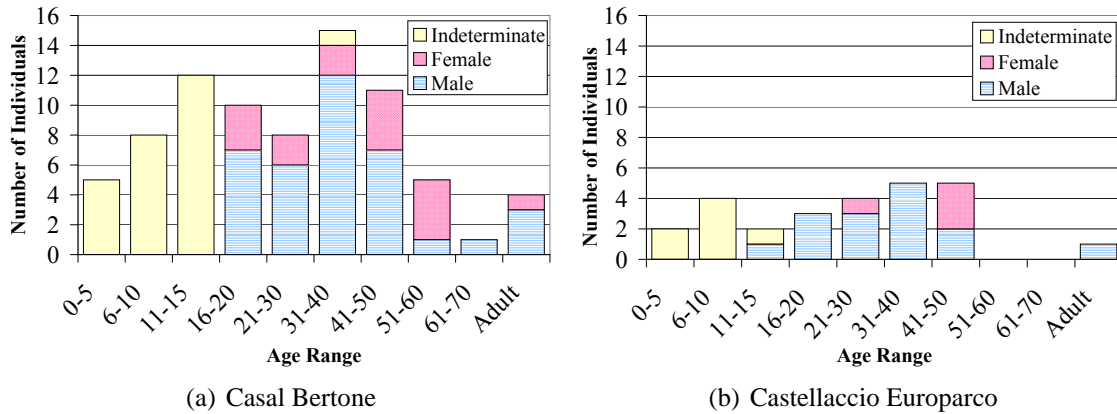 16
14
12
10
8
6
4
2
0
Number of Individuals
Indeterminate
Female
Male
0-5
6-10
11-15
16-20
21-30
31-40
41-50
51-60
61-70
Adult
Age Range
(a) Casal Bertone
16
14
12
10
8
6
4
2
0
Number of Individuals
Indeterminate
Female
Male
0-5
6-10
11-15
16-20
21-30
31-40
41-50
51-60
61-70
Adult
Age Range
(b) Castellaccio Europarco